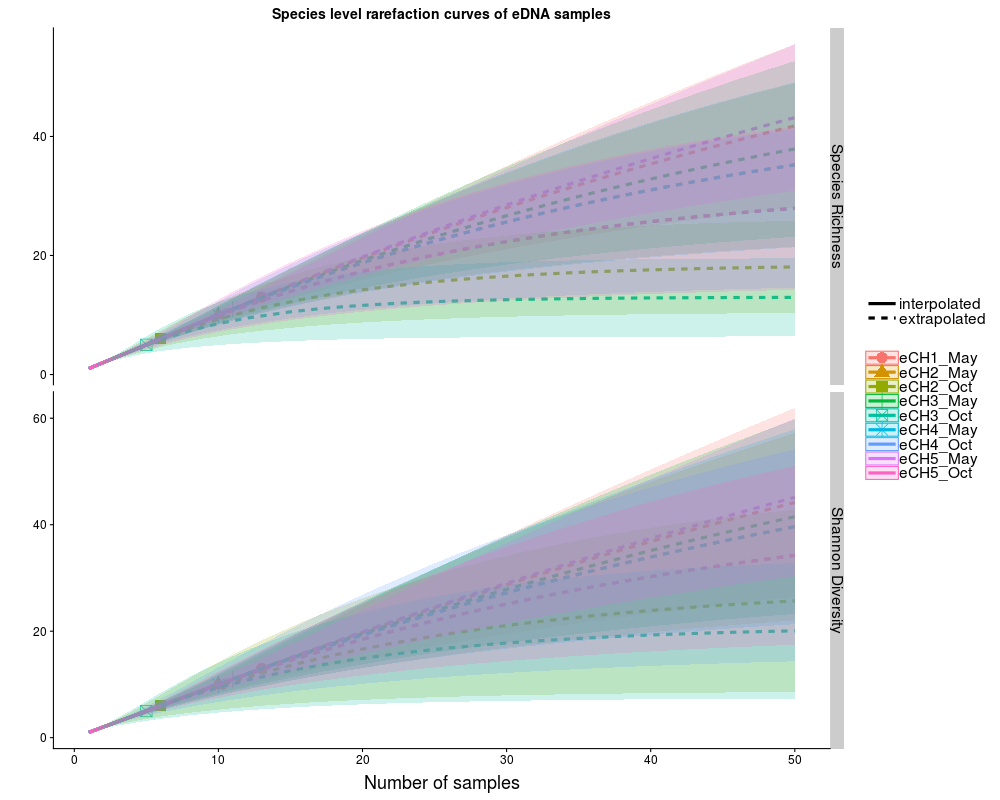 Species level rarefaction curves of eDNA samples
40
20
0
Species Richness
60
40
20
0
Shannon Diversity
0 10 20 30 40 50
Number of samples
interpolated
extrapolated
eCH1_May
eCH2_May
eCH2_Oct
eCH3_May
eCH3_Oct
eCH4_May
eCH4_Oct
eCH5_May
eCH5_Oct